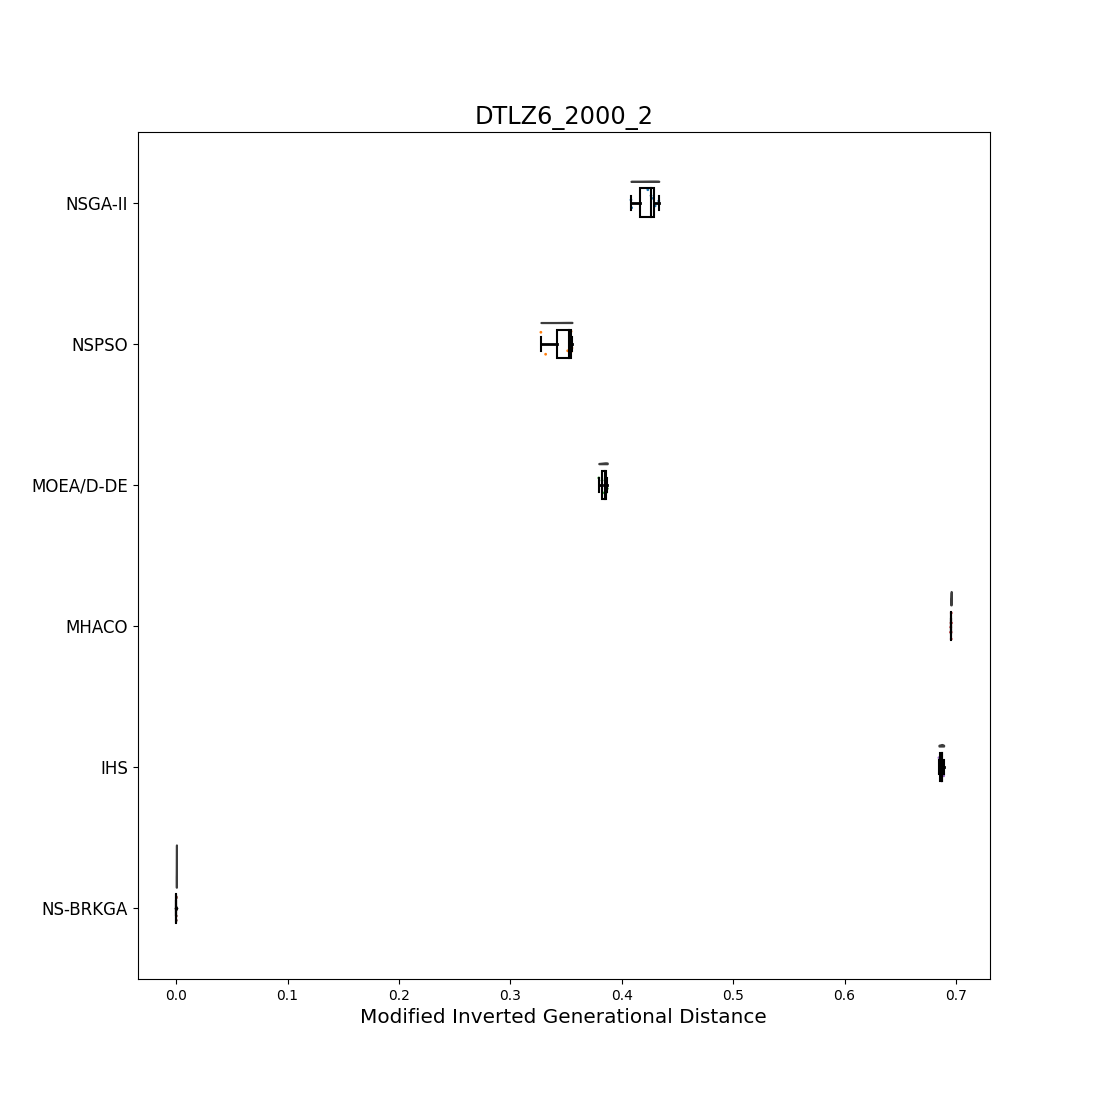 DTLZ6_2000_2
NSGA-II
NSPSO
MOEA/D-DE
MHACO
IHS
NS-BRKGA
0.0 0.1 0.2 0.3 0.4 0.5 0.6 0.7
Modified Inverted Generational Distance